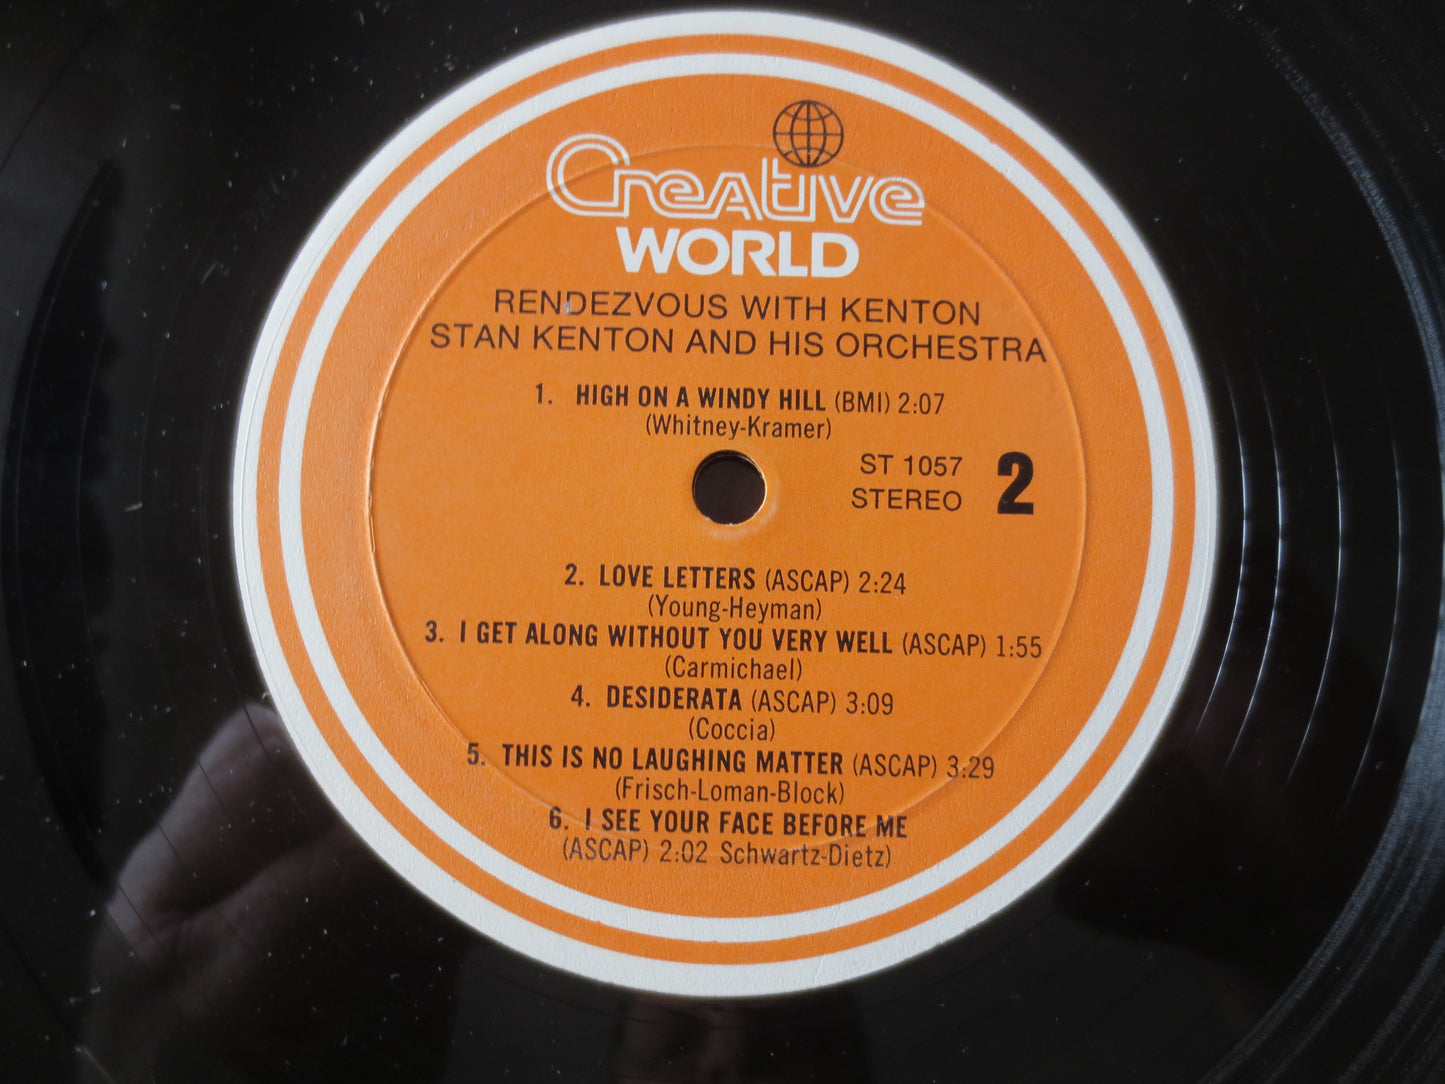 Creative
WORLD
RENDEZVOUS WITH KENTON
STAN KENTON AND HIS ORCHESTRA
1. HIGH ON A WINDY HILL (BMI) 2:07
(Whitney-Kramer)
ST 1057
STEREO 2
2. LOVE LETTERS (ASCAP) 2:24
(Young-Heyman)
3. I GET ALONG WITHOUT YOU VERY WELL (ASCAP) 1:55
(Carmichael)
4. DESIDERATA (ASCAP) 3:09
(Coccia)
5. THIS IS NO LAUGHING MATTER (ASCAP) 3:29
(Frisch-Loman-Block)
6. I SEE YOUR FACE BEFORE ME
(ASCAP) 2:02 Schwartz-Dietz)